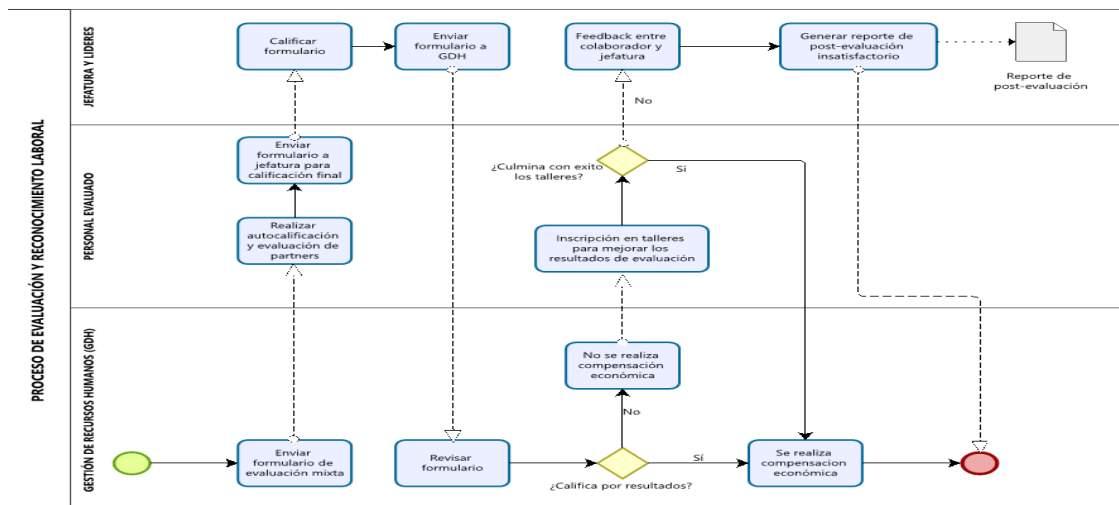 PROCESO DE EVALUACIÓN Y RECONOCIMIENTO LABORAL
JEFATURA Y LIDERES
Calificar
formulario
Enviar
formulario a
GDH
Feedback entre
colaborador y
jefatura
Generar reporte de
post-evaluación
insatisfactorio
Reporte de
post-evaluación
No
PERSONAL EVALUADO
Enviar
formulario a
jefatura para
calificación final
¿Culmina con exito
los talleres?
Sí
Realizar
autocalificación
y evaluación de
partners
Inscripción en talleres
para mejorar los
resultados de evaluación
GESTIÓN DE RECURSOS HUMANOS (GDH)
No se realiza
compensación
económica
No
Enviar
formulario de
evaluación mixta
Revisar
formulario
¿Califica por resultados?
Sí
Se realiza
compensacion
económica